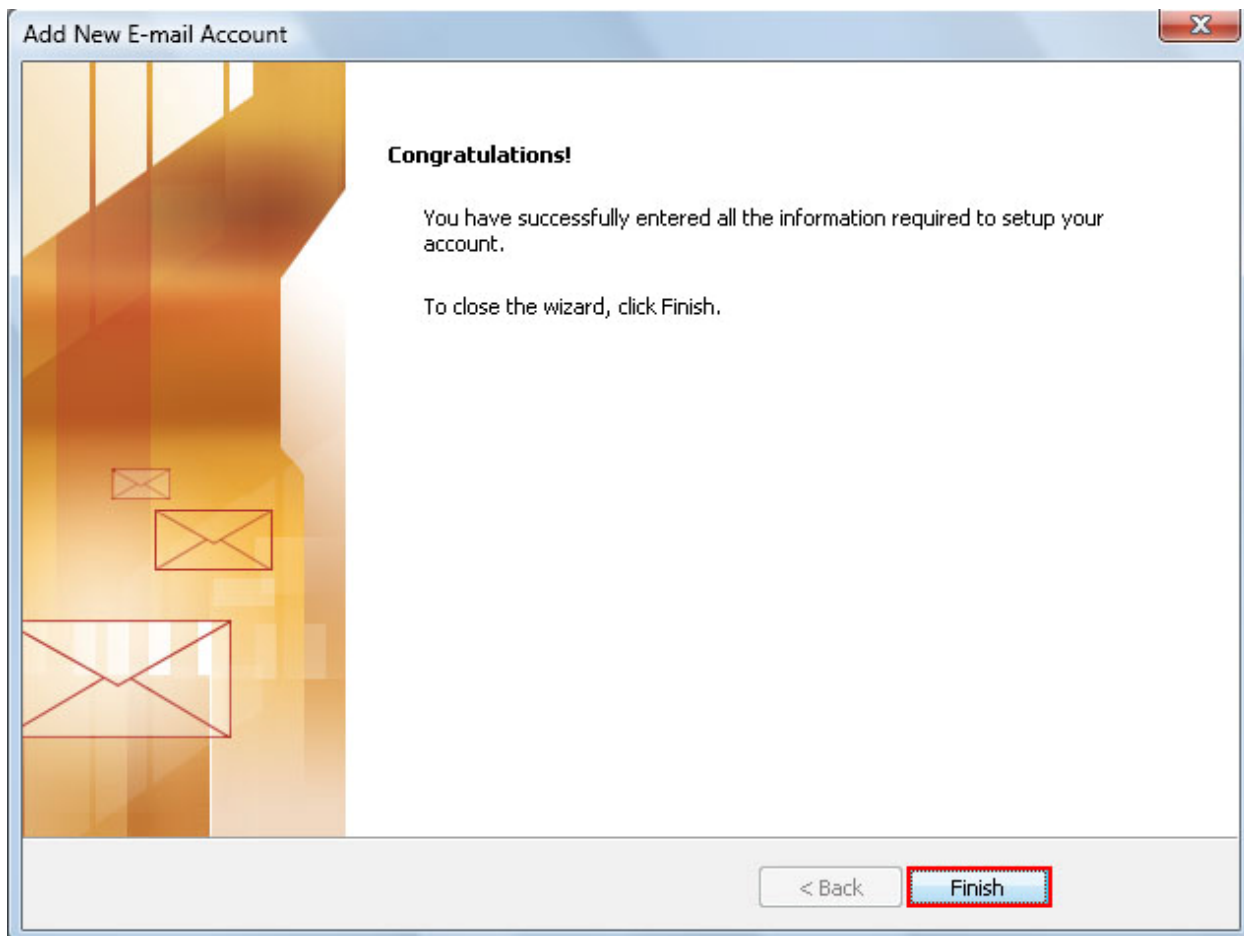 Add New E-mail Account
Congratulations!
You have successfully entered all the information required to setup your
account.
To close the wizard, click Finish.
< Back
Finish